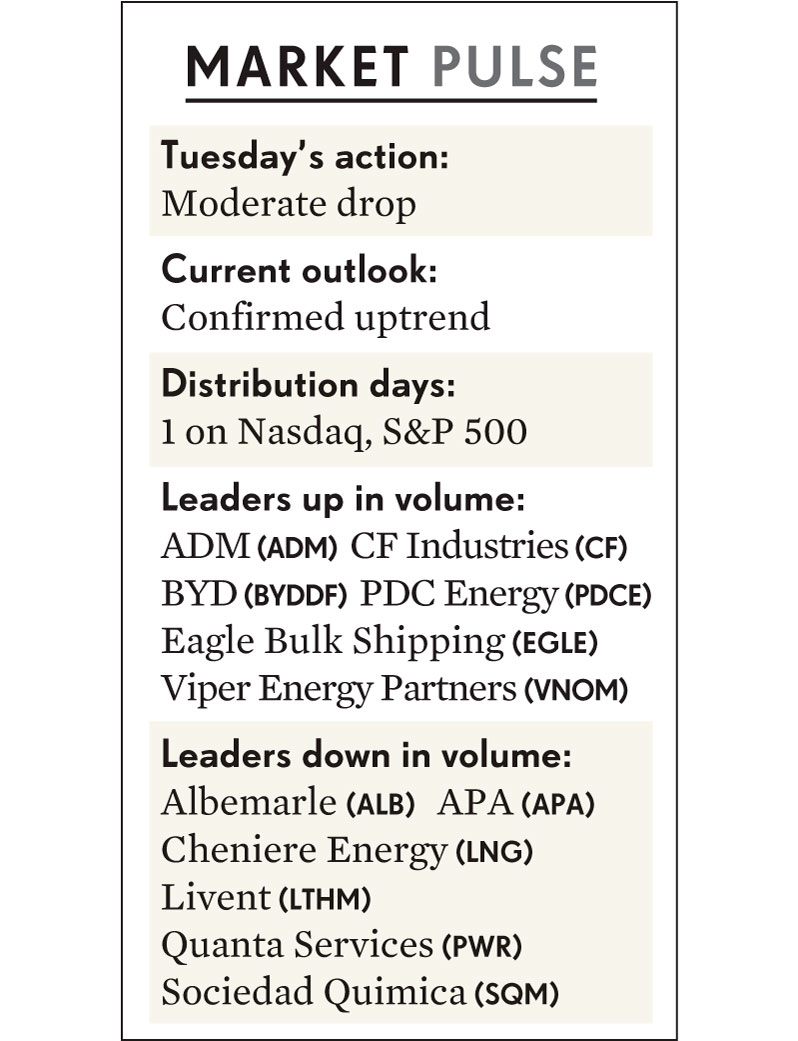 MARKET PULSE
Tuesday’s action:
Moderate drop
Current outlook:
Confirmed uptrend
Distribution days:
1 on Nasdaq, S&P 500
Leaders up in volume:
ADM (ADM) CF Industries (CF)
BYD (BYDDF) PDC Energy (PDCE)
Eagle Bulk Shipping (EGLE)
Viper Energy Partners (VNOM)
Leaders down in volume:
Albemarle (ALB) APA (APA)
Cheniere Energy (LNG)
Livent (LTHM)
Quanta Services (PWR)
Sociedad Quimica (SQM)